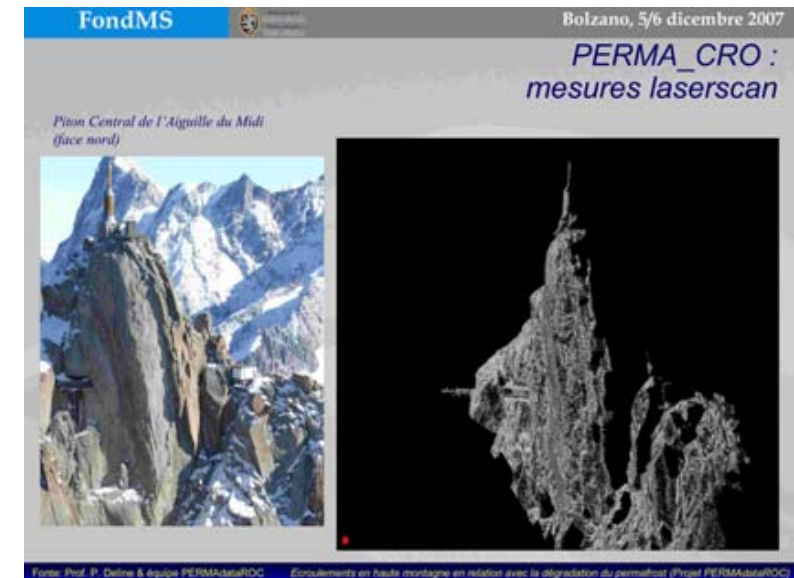 FondMS
Bolzano, 5/6 dicembre 2007
PERMA_CRO :
mesures laserscan
Piton Central de l'Aiguille du Midi
(face nord)
Fonte: Prof. P. Deline & équipe PERMAdataROC
Ecroulements en haute montagne en relation avec la dégradation du permafrost (Projet PERMAdataROC)